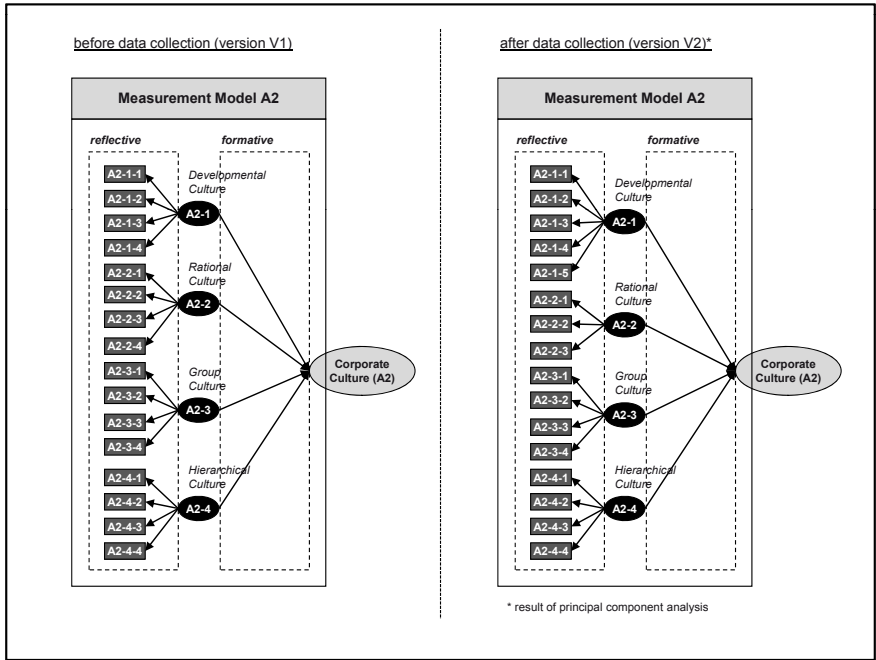 before data collection (version V1)
Measurement Model A2
reflective
formative
A2-1-1
A2-1-2
A2-1-3
A2-1-4
A2-2-1
A2-2-2
A2-2-3
A2-2-4
A2-3-1
A2-3-2
A2-3-3
A2-3-4
A2-4-1
A2-4-2
A2-4-3
A2-4-4
Developmental
Culture
A2-1
Rational
Culture
A2-2
Group
Culture
A2-3
Hierarchical
Culture
A2-4
Corporate
Culture (A2)
after data collection (version V2)*
Measurement Model A2
reflective
formative
A2-1-1
A2-1-2
A2-1-3
A2-1-4
A2-1-5
A2-2-1
A2-2-2
A2-2-3
A2-3-1
A2-3-2
A2-3-3
A2-3-4
A2-4-1
A2-4-2
A2-4-3
A2-4-4
Developmental
Culture
A2-1
Rational
Culture
A2-2
Group
Culture
A2-3
Hierarchical
Culture
A2-4
Corporate
Culture (A2)
* result of principal component analysis